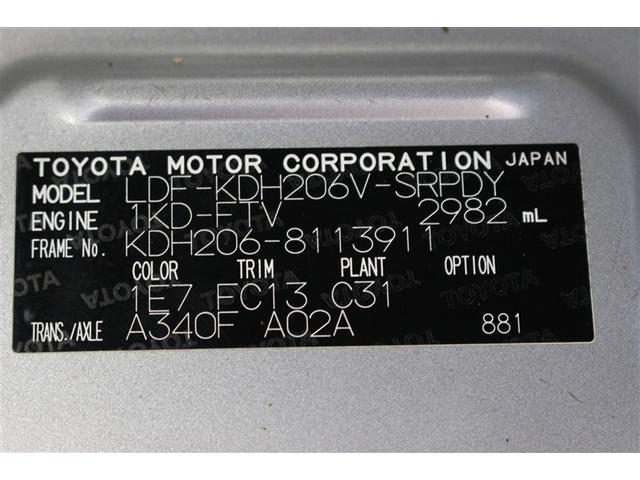 TOYOTA MOTOR CORPORATION JAPAN
MODEL LDF-KDH206V-SRPDY
ENGINE 1KD-FTV 2982 mL
FRAME No. KDH206-8113911
COLOR TRIM PLANT OPTION
1E7 FC13 C31
TRANS./AXLE A340F A02A 881